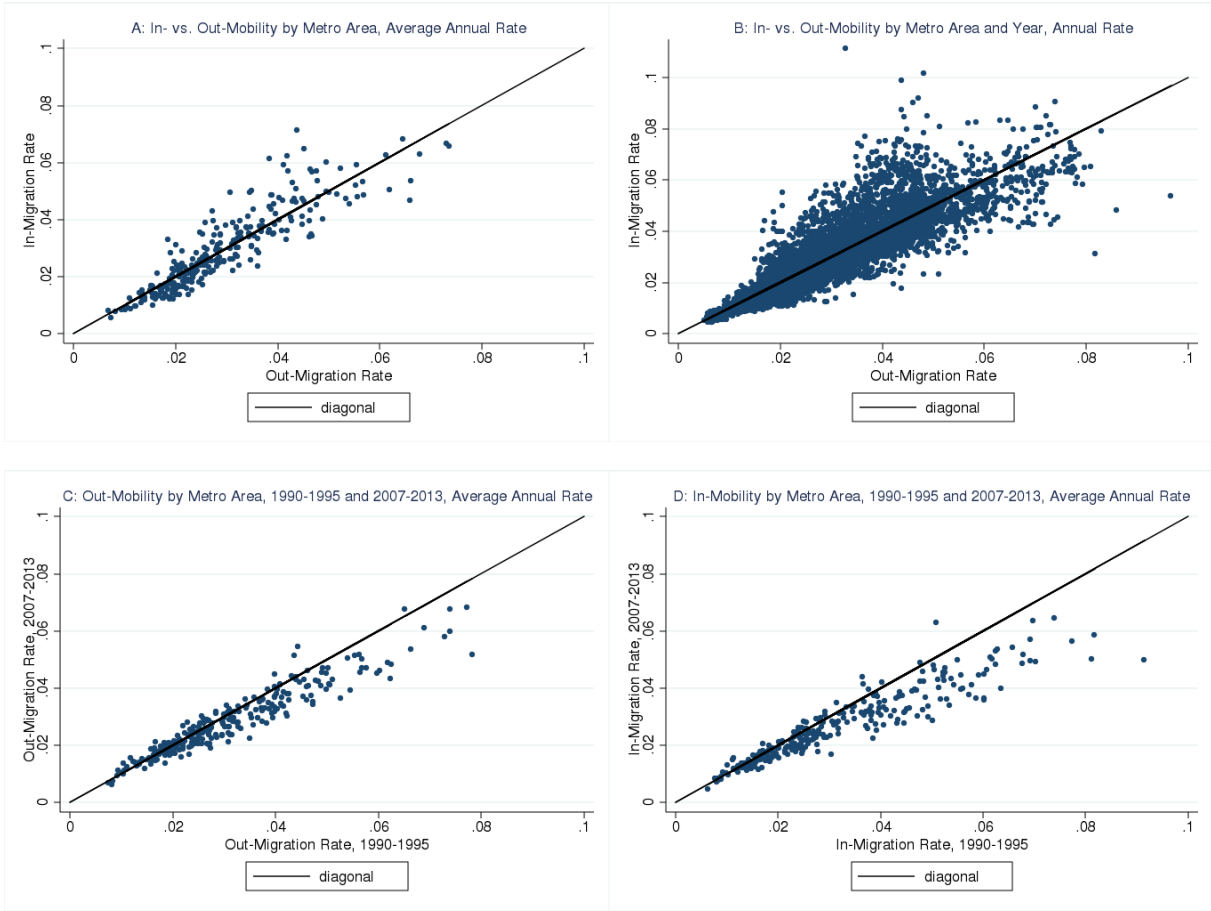 A: In- vs. Out-Mobility by Metro Area, Average Annual Rate
In-Migration Rate
.1
.08
.06
.04
.02
0
0 .02 .04 .06 .08 .1
Out-Migration Rate
diagonal
B: In- vs. Out-Mobility by Metro Area and Year, Annual Rate
In-Migration Rate
.1
.08
.06
.04
.02
0
0 .02 .04 .06 .08 .1
Out-Migration Rate
diagonal
C: Out-Mobility by Metro Area, 1990-1995 and 2007-2013, Average Annual Rate
Out-Migration Rate, 2007-2013
.1
.08
.06
.04
.02
0
0 .02 .04 .06 .08 .1
Out-Migration Rate, 1990-1995
diagonal
D: In-Mobility by Metro Area, 1990-1995 and 2007-2013, Average Annual Rate
In-Migration Rate, 2007-2013
.1
.08
.06
.04
.02
0
0 .02 .04 .06 .08 .1
In-Migration Rate, 1990-1995
diagonal